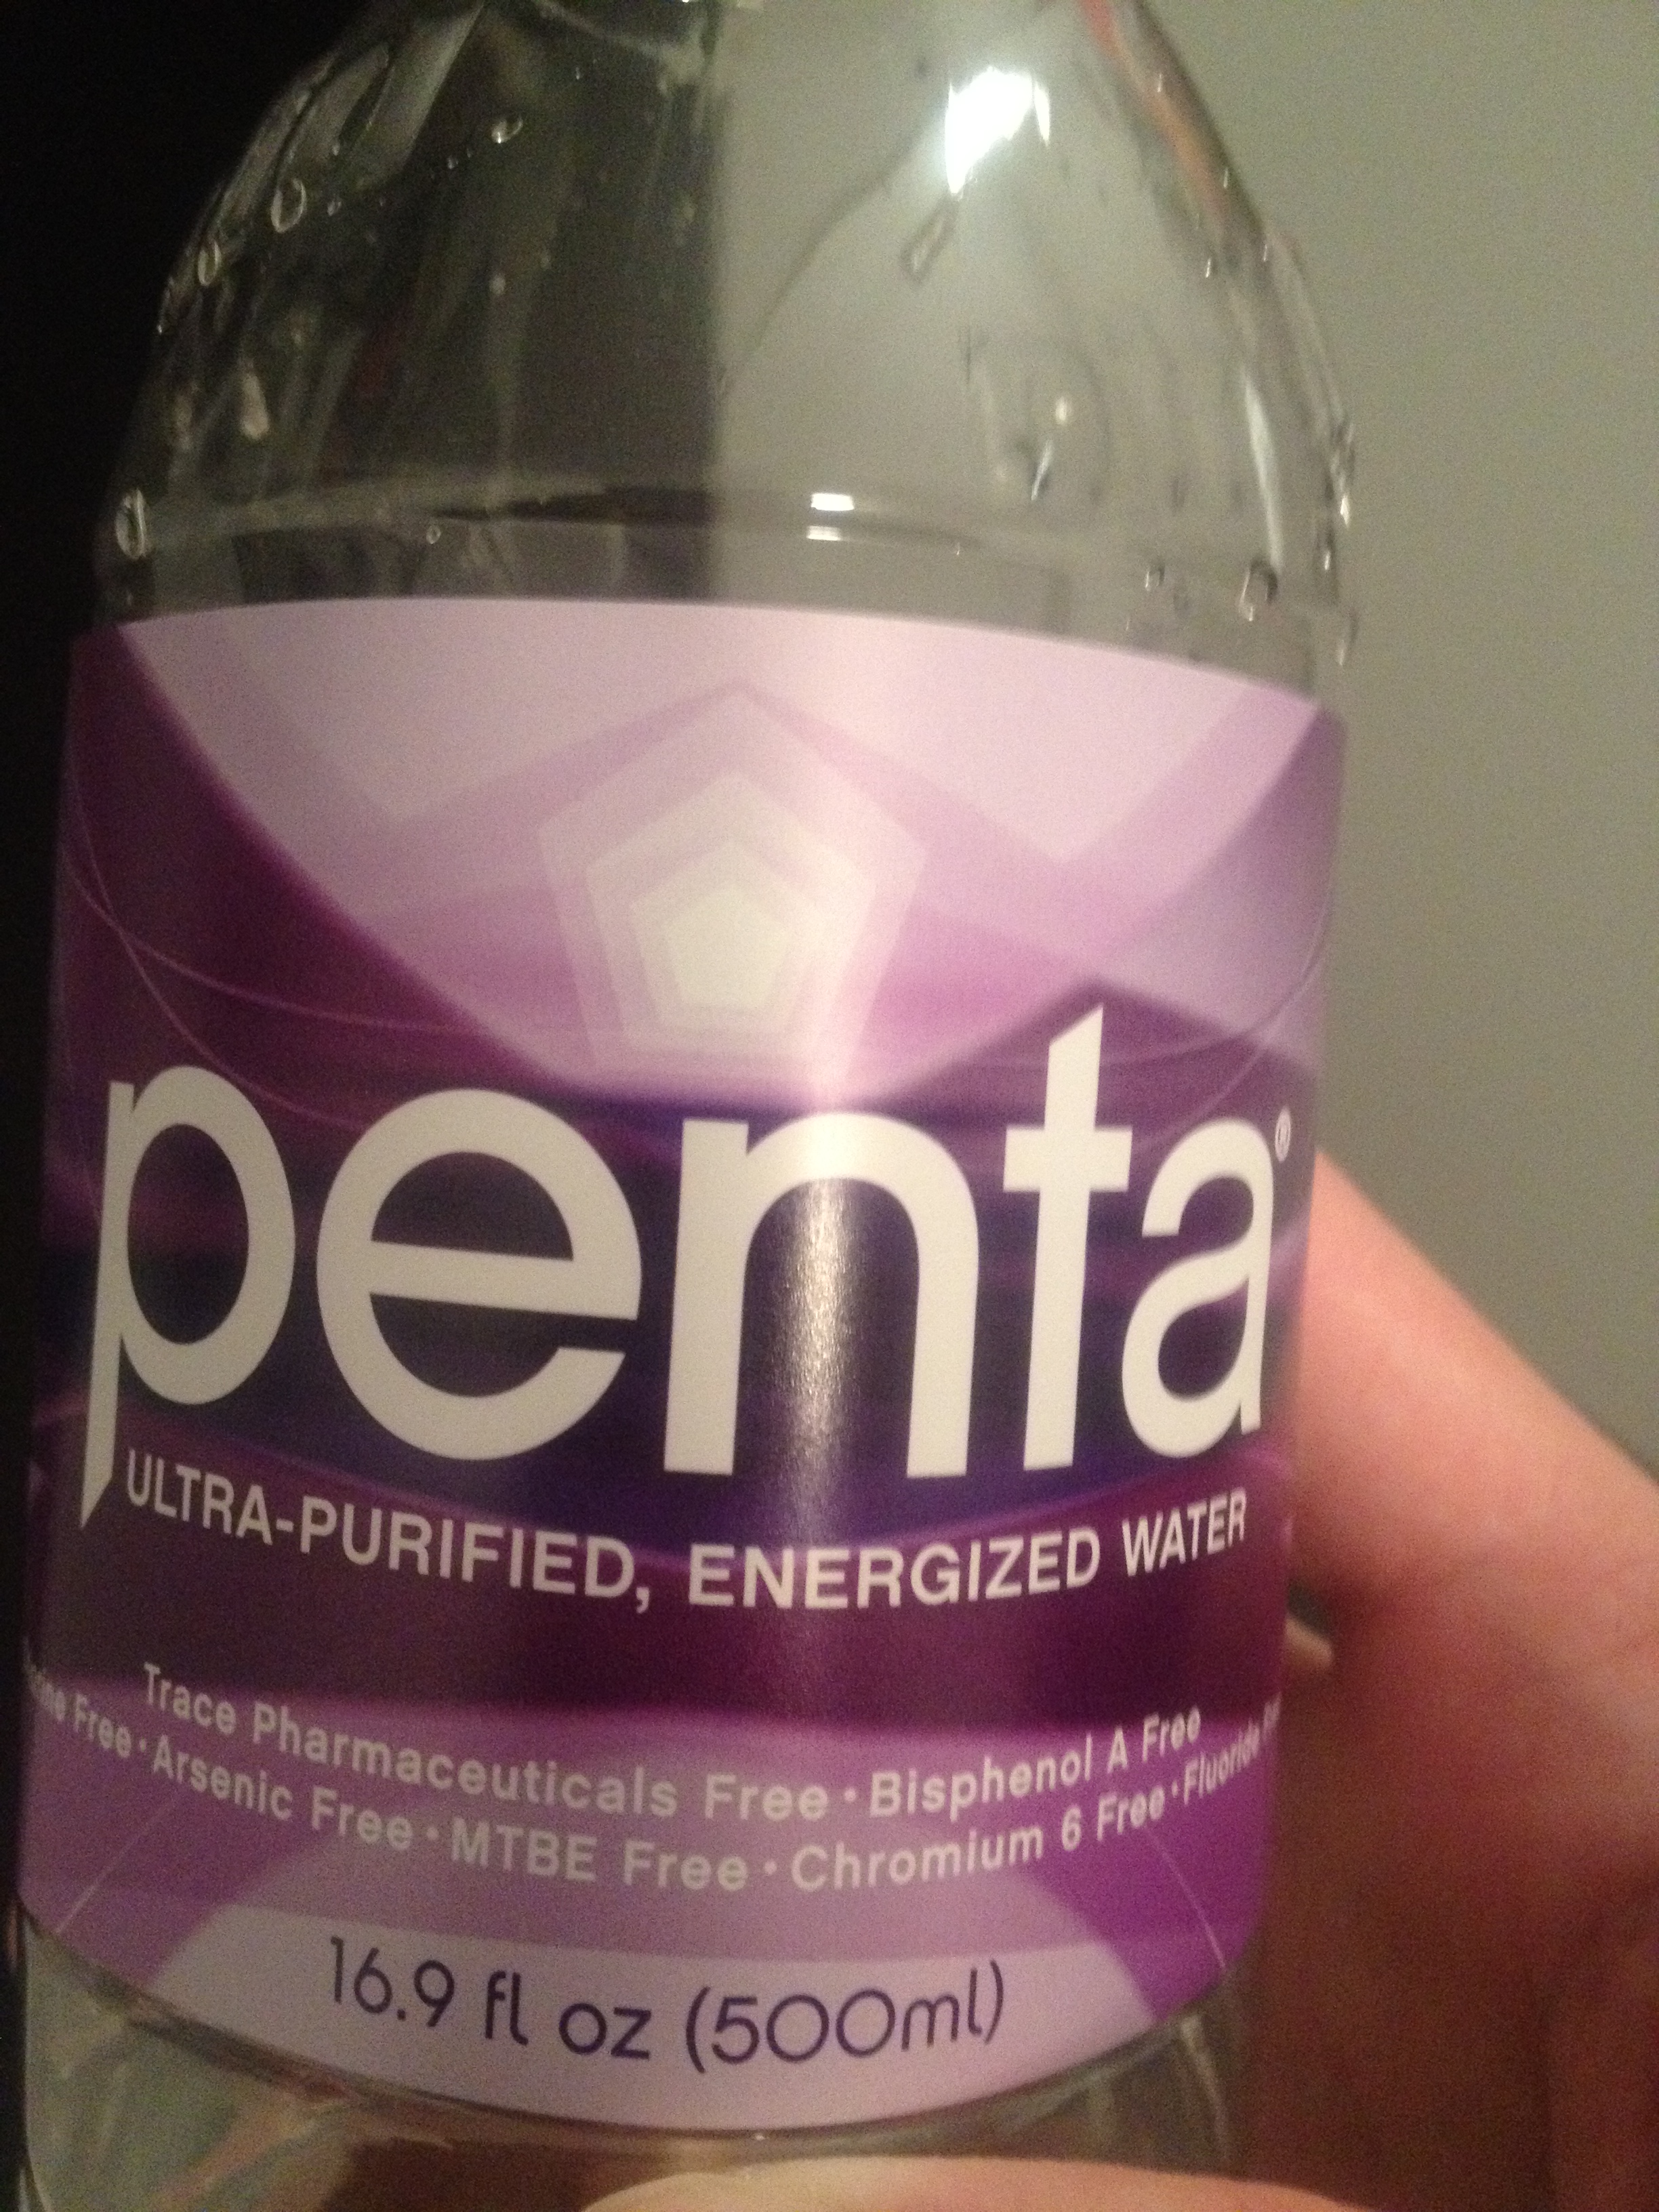 penta®
ULTRA-PURIFIED, ENERGIZED WATER
Trace Pharmaceuticals Free · Bisphenol A Free
Free · Arsenic Free · MTBE Free · Chromium 6 Free · Fluoride
16.9 fl oz (500ml)